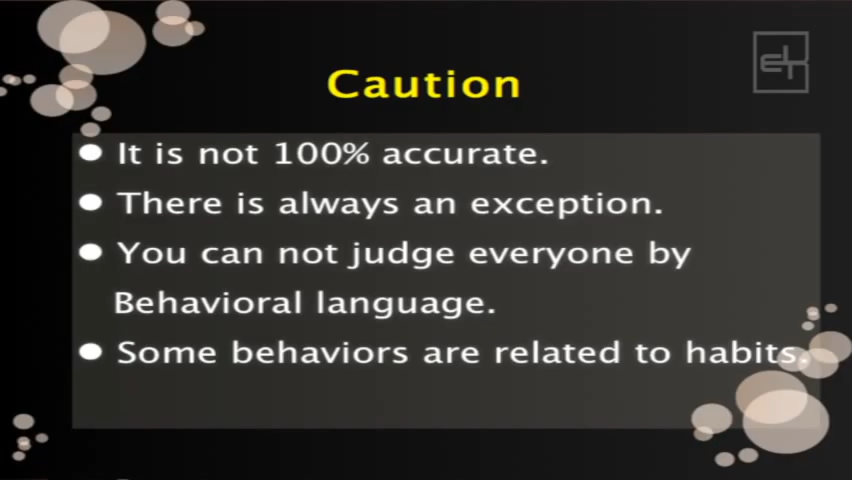 Caution
ELT
● It is not 100% accurate.
● There is always an exception.
● You can not judge everyone by
Behavioral language.
● Some behaviors are related to habits.